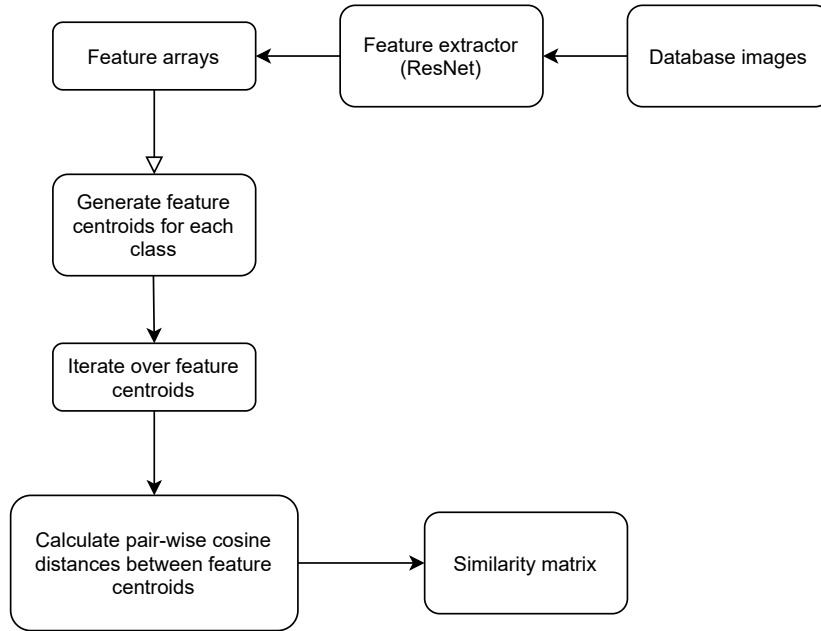 Feature arrays
Feature extractor
(ResNet)
Database images
Generate feature
centroids for each
class
Iterate over feature
centroids
Calculate pair-wise cosine
distances between feature
centroids
Similarity matrix